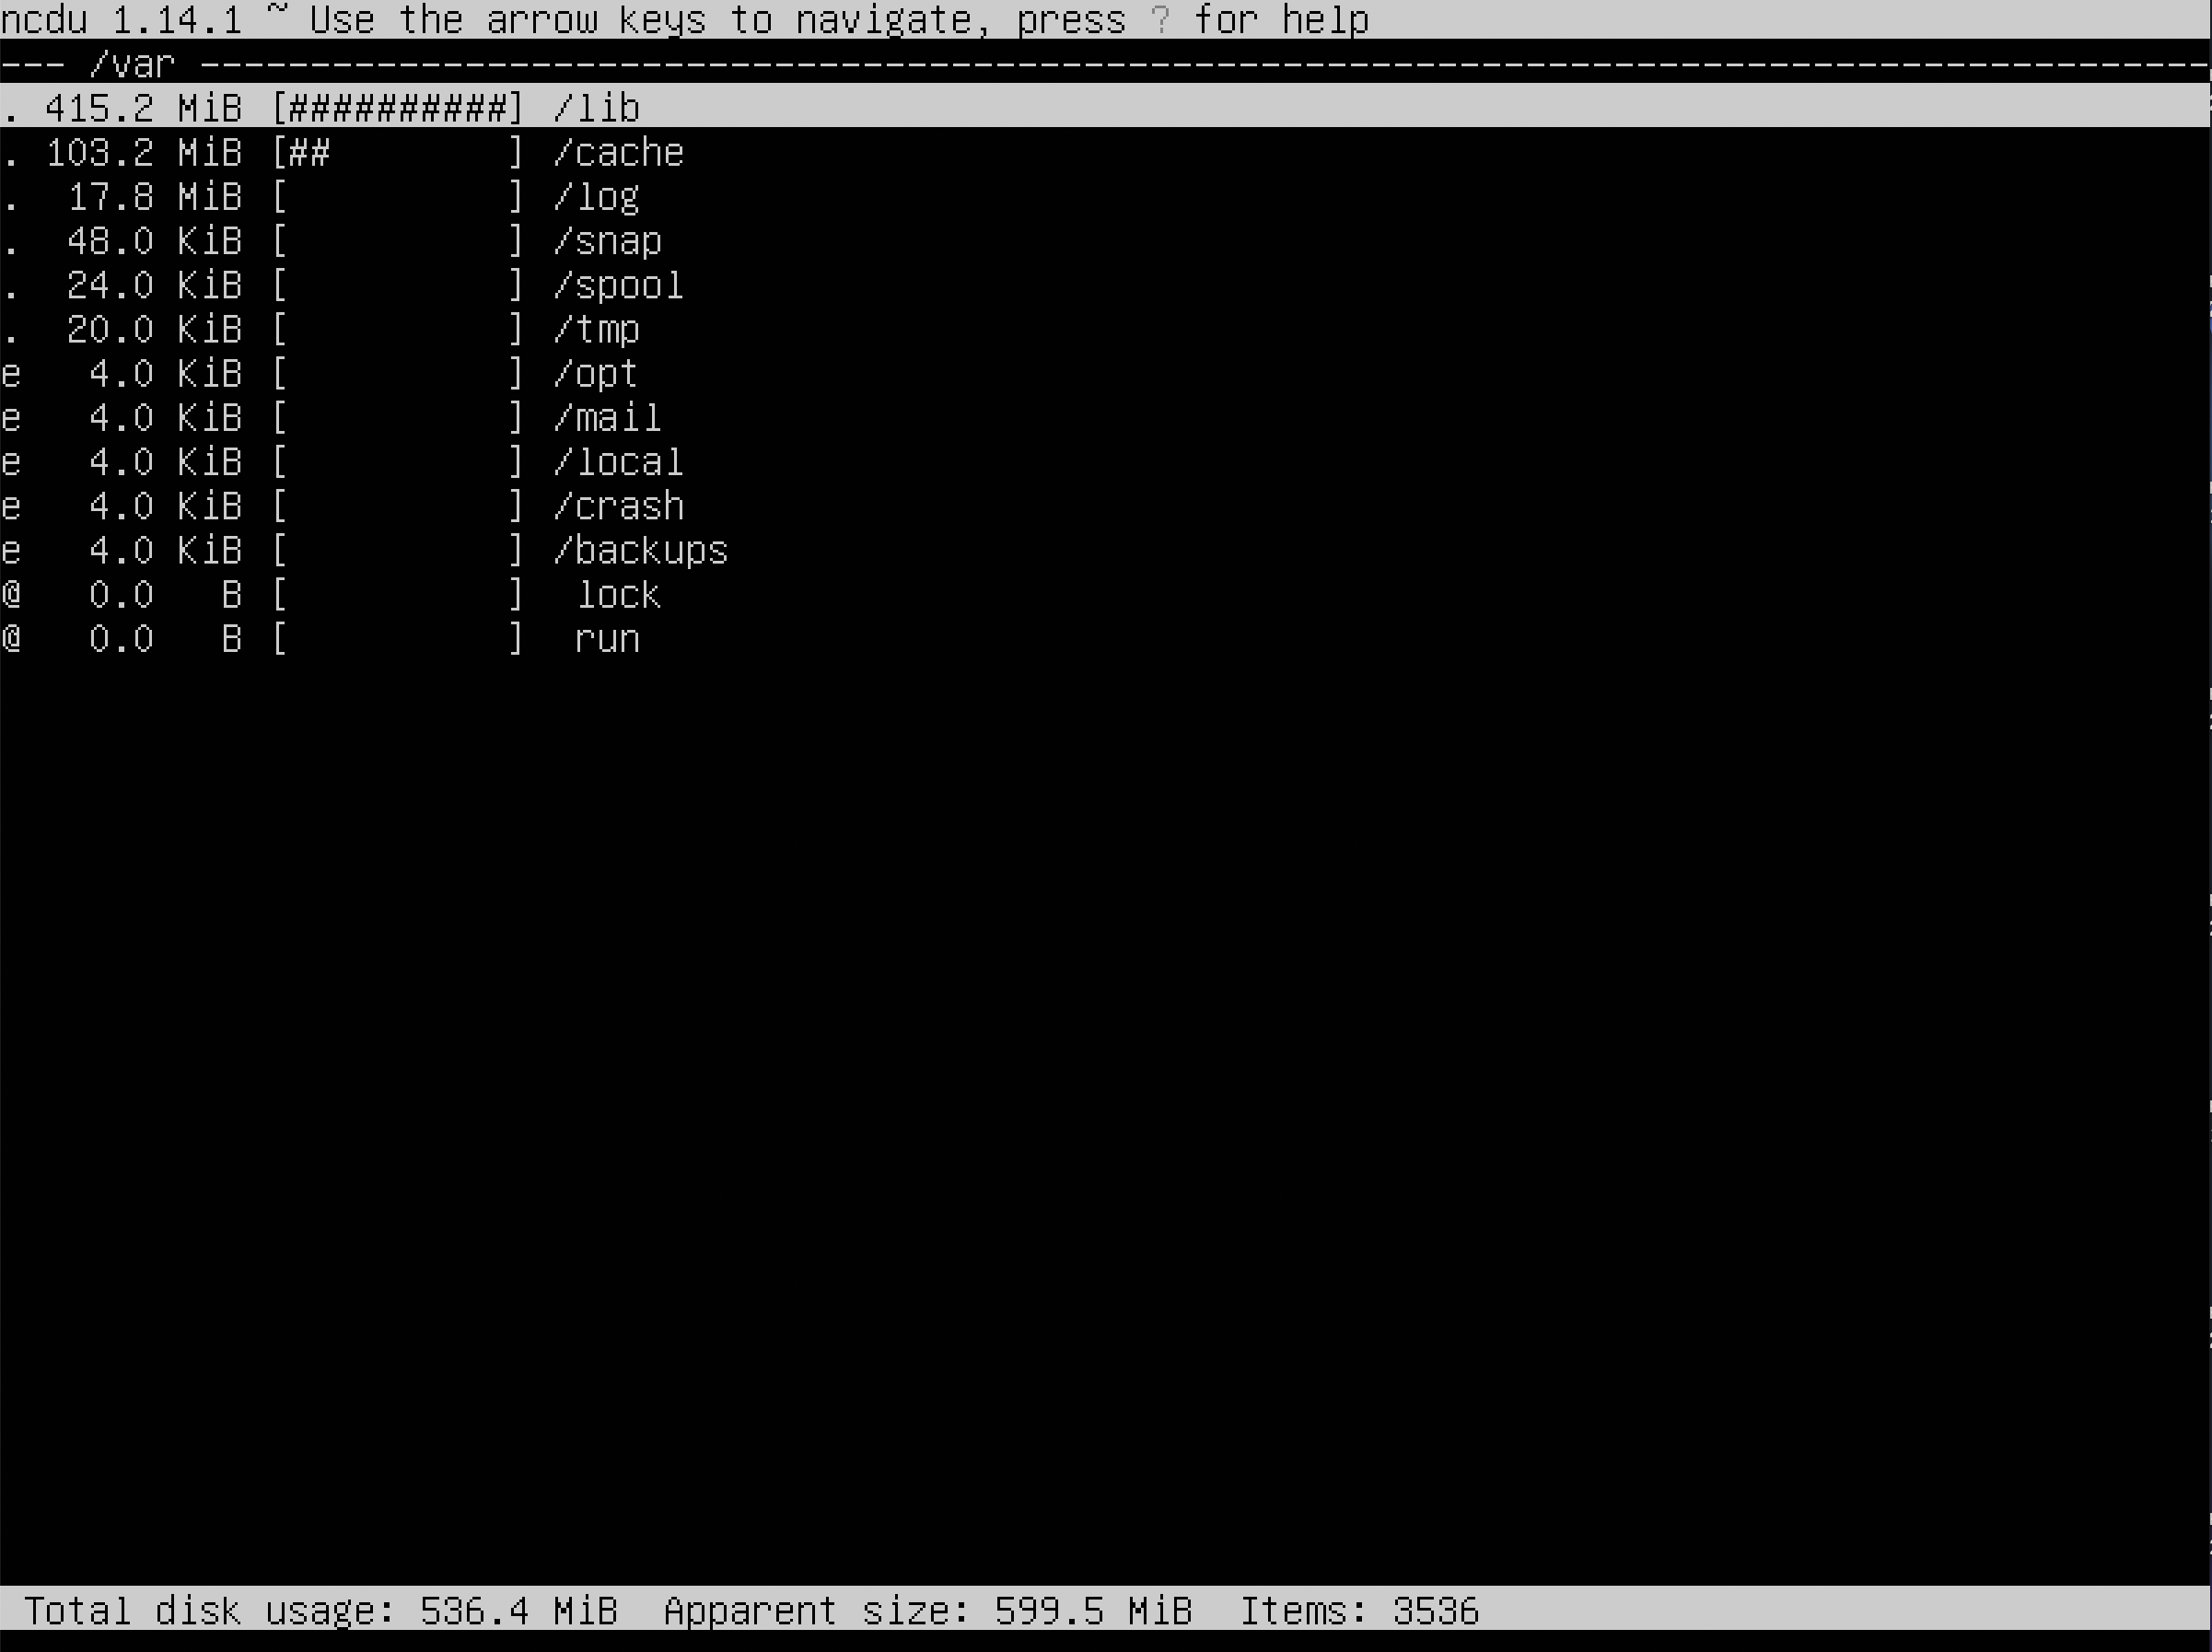 ncdu 1.14.1 ~ Use the arrow keys to navigate, press ? for help
--- /var -------------------------------------------------------------------------------------------
. 415.2 MiB [##########] /lib
. 103.2 MiB [##        ] /cache
.  17.8 MiB [          ] /log
.  48.0 KiB [          ] /snap
.  24.0 KiB [          ] /spool
.  20.0 KiB [          ] /tmp
e   4.0 KiB [          ] /opt
e   4.0 KiB [          ] /mail
e   4.0 KiB [          ] /local
e   4.0 KiB [          ] /crash
e   4.0 KiB [          ] /backups
@   0.0   B [          ]  lock
@   0.0   B [          ]  run
Total disk usage: 536.4 MiB  Apparent size: 599.5 MiB  Items: 3536